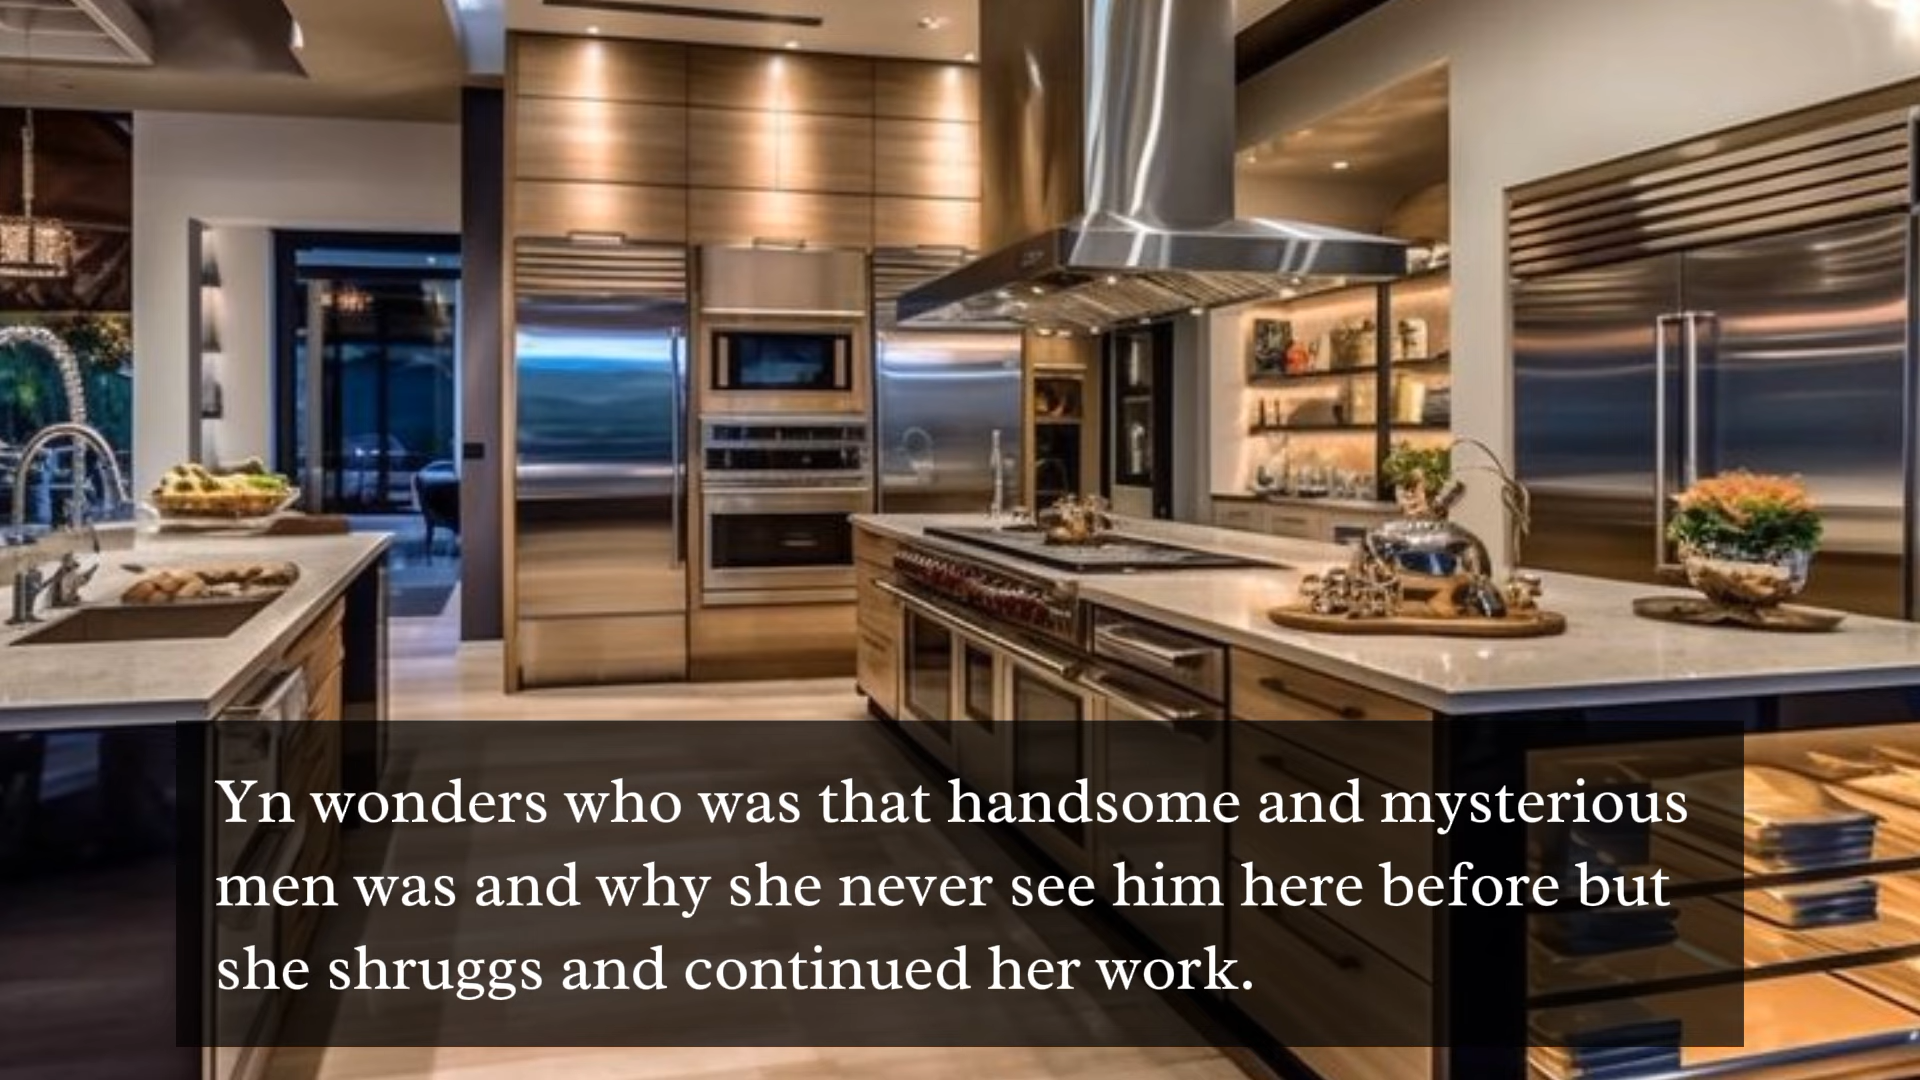 Yn wonders who was that handsome and mysterious
men was and why she never see him here before but
she shruggs and continued her work.